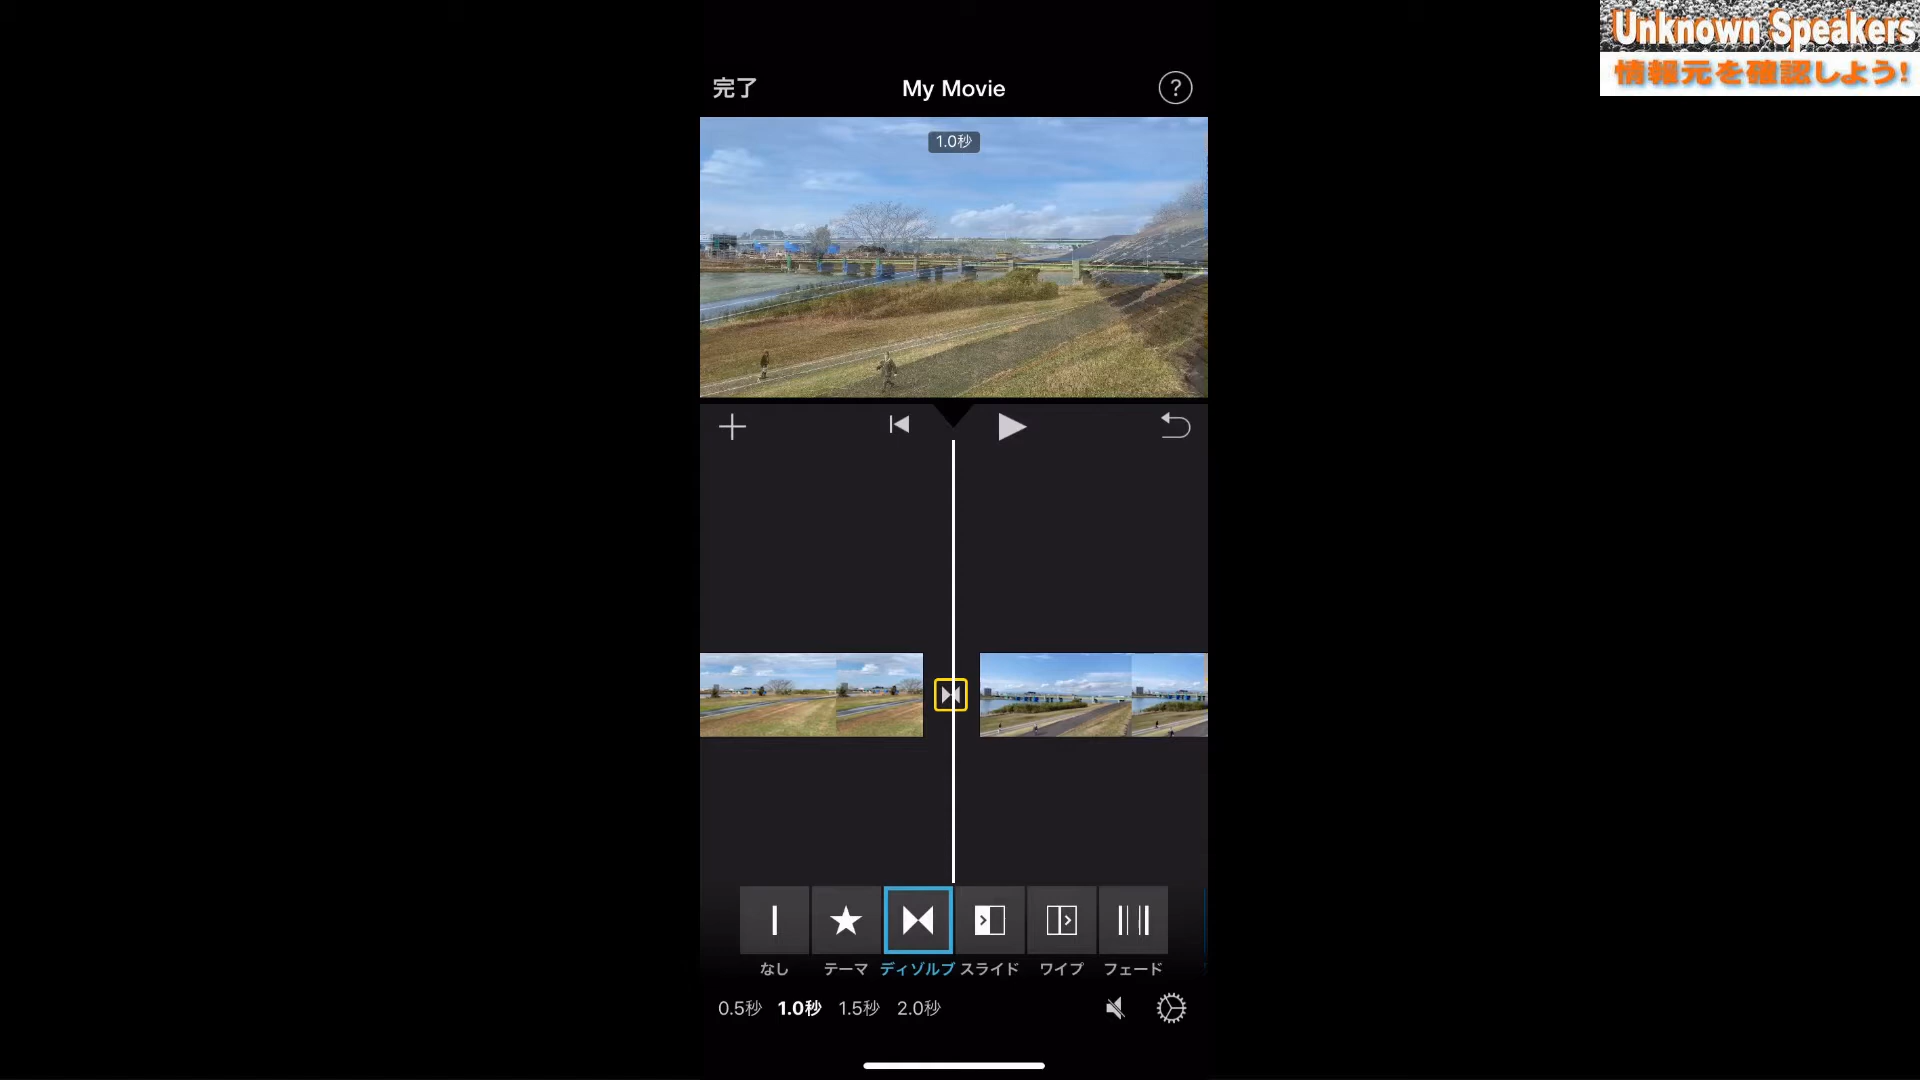 Unknown Speakers
情報元を確認しよう!
完了
My Movie
?
1.0秒
なし
テーマ
ディゾルブ
スライド
ワイプ
フェード
0.5秒
1.0秒
1.5秒
2.0秒